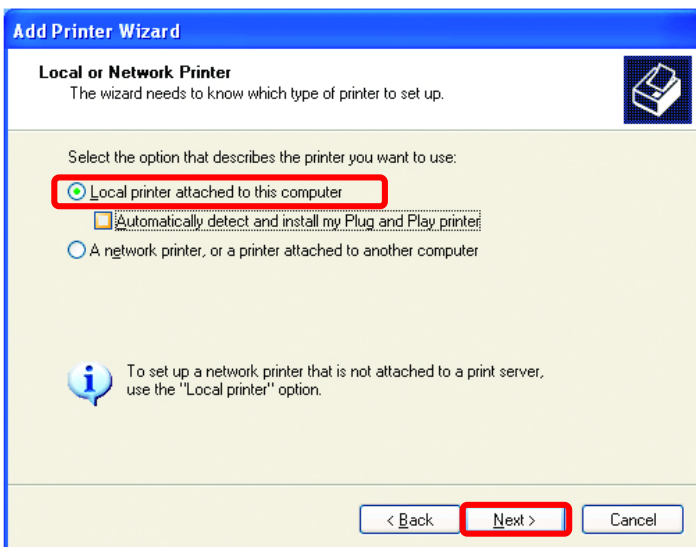 Add Printer Wizard
Local or Network Printer
The wizard needs to know which type of printer to set up.
Select the option that describes the printer you want to use:
Local printer attached to this computer
Automatically detect and install my Plug and Play printer
A network printer, or a printer attached to another computer
To set up a network printer that is not attached to a print server,
use the "Local printer" option.
< Back Next > Cancel